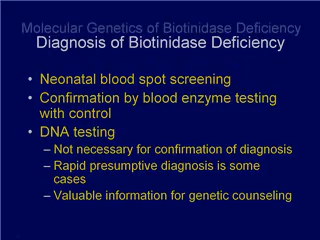 Molecular Genetics of Biotinidase Deficiency
Diagnosis of Biotinidase Deficiency
• Neonatal blood spot screening
• Confirmation by blood enzyme testing
with control
• DNA testing
– Not necessary for confirmation of diagnosis
– Rapid presumptive diagnosis is some
cases
– Valuable information for genetic counseling